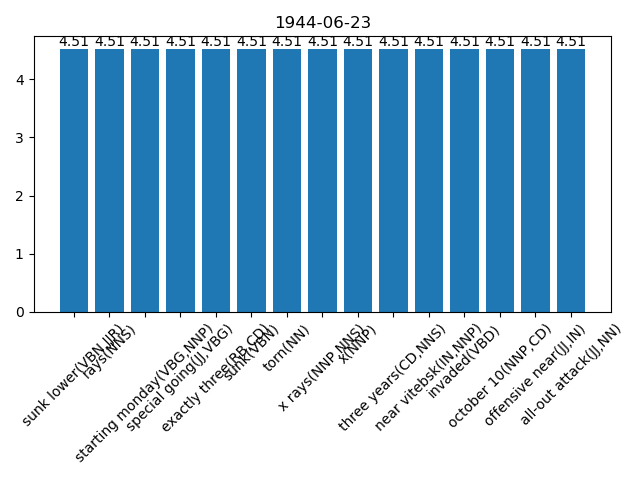 1944-06-23
4.51 4.51 4.51 4.51 4.51 4.51 4.51 4.51 4.51 4.51 4.51 4.51 4.51 4.51 4.51
4
3
2
1
0
sunk lower(VBN,JJR)
rays(NNS)
starting monday(VBG,NNP)
special going(JJ,VBG)
exactly three(RB,CD)
sunk(VBN)
torn(NN)
x rays(NNP,NNS)
x(NNP)
three years(CD,NNS)
near vitebsk(IN,NNP)
invaded(VBD)
october 10(NNP,CD)
offensive near(JJ,IN)
all-out attack(JJ,NN)